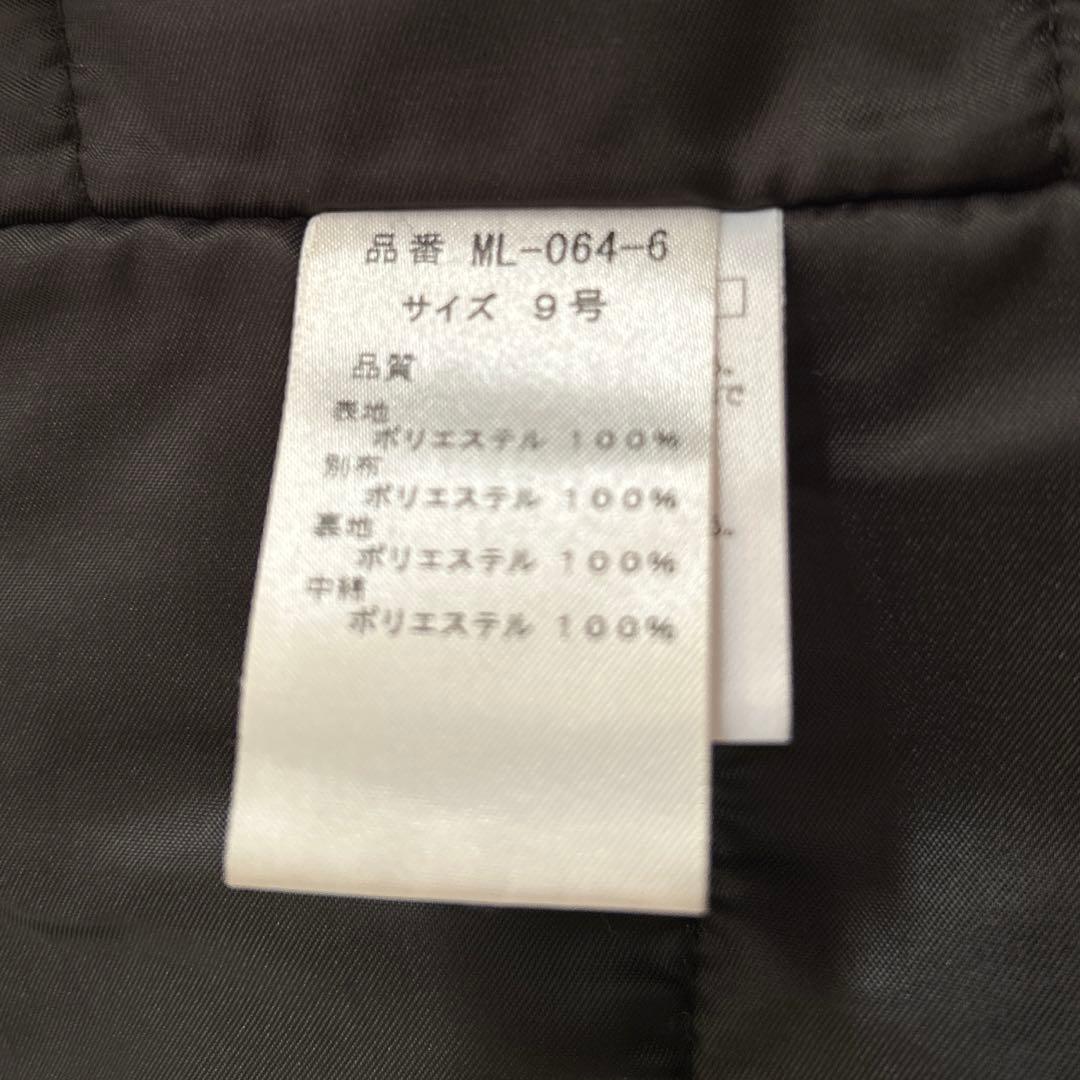 品番 ML-064-6
サイズ 9号
品質
表地
ポリエステル 100%
別布
ポリエステル 100%
裏地
ポリエステル 100%
中綿
ポリエステル 100%
で